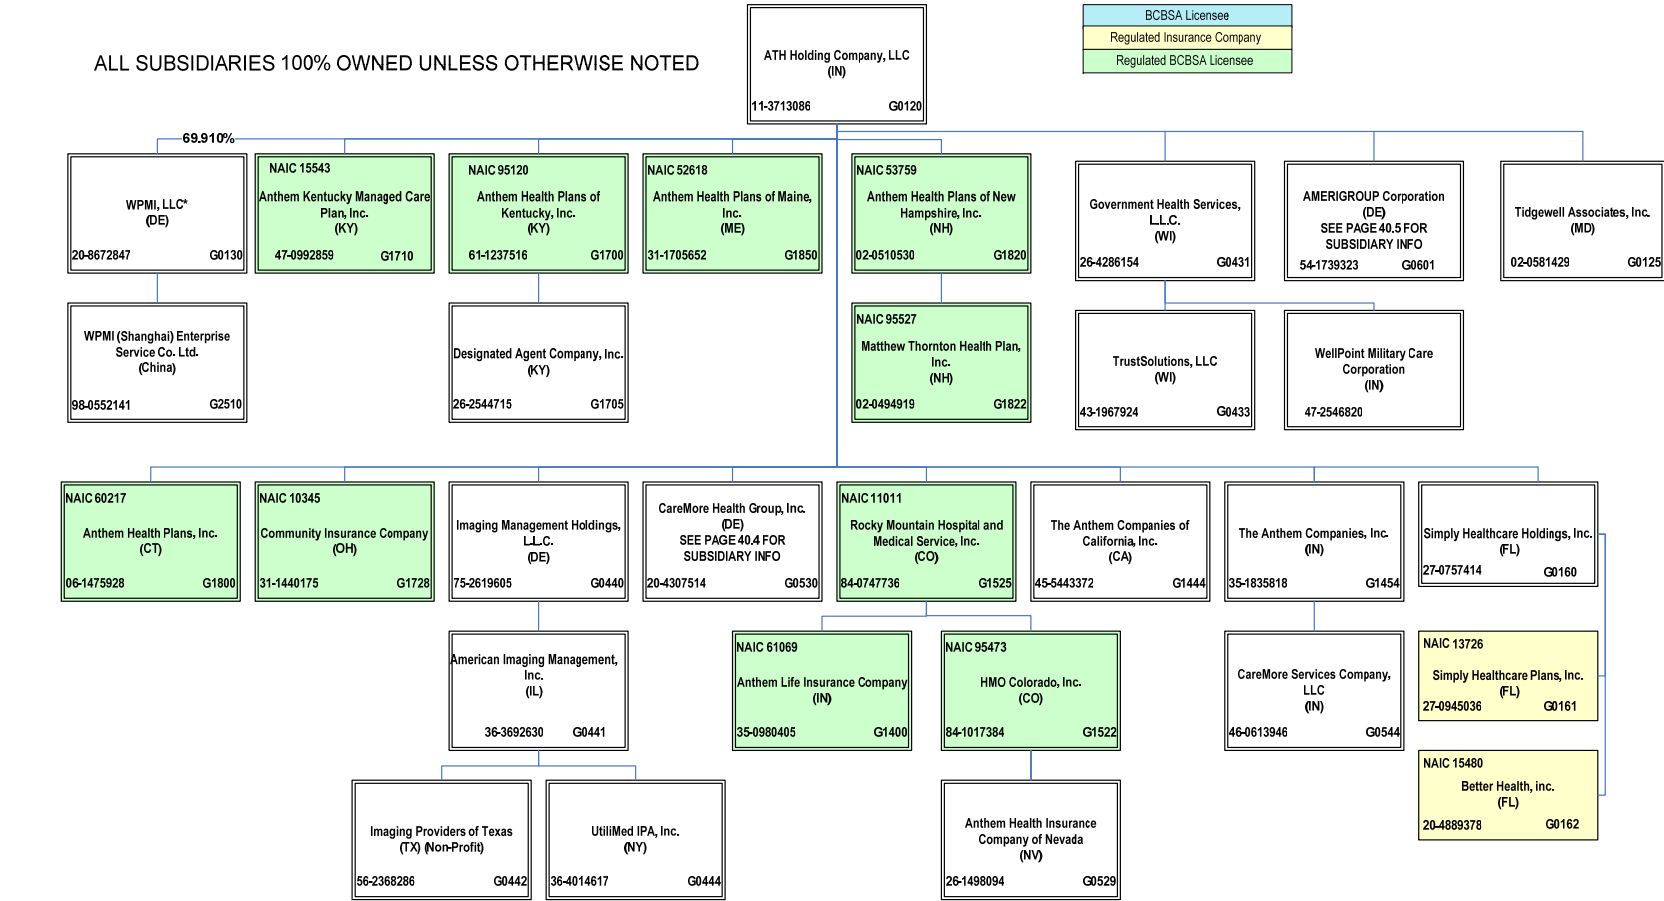 ALL SUBSIDIARIES 100% OWNED UNLESS OTHERWISE NOTED
ATH Holding Company, LLC
(IN)
11-3713086 G0120
BCBSA Licensee
Regulated Insurance Company
Regulated BCBSA Licensee
69.910%
WPMI, LLC*
(DE)
20-8672847 G0130
NAIC 15543
Anthem Kentucky Managed Care
Plan, Inc.
(KY)
47-0992859 G1710
NAIC 95120
Anthem Health Plans of
Kentucky, Inc.
(KY)
61-1237516 G1700
NAIC 52618
Anthem Health Plans of Maine,
Inc.
(ME)
31-1705652 G1850
NAIC 53759
Anthem Health Plans of New
Hampshire, Inc.
(NH)
02-0510530 G1820
Government Health Services,
L.L.C.
(WI)
26-4286154 G0431
AMERIGROUP Corporation
(DE)
SEE PAGE 40.5 FOR
SUBSIDIARY INFO
54-1739323 G0601
Tidgewell Associates, Inc.
(MD)
02-0581429 G0125
WPMI (Shanghai) Enterprise
Service Co. Ltd.
(China)
98-0552141 G2510
Designated Agent Company, Inc.
(KY)
26-2544715 G1705
NAIC 95527
Matthew Thornton Health Plan,
Inc.
(NH)
02-0494919 G1822
TrustSolutions, LLC
(WI)
43-1967924 G0433
WellPoint Military Care
Corporation
(IN)
47-2546820
NAIC 60217
Anthem Health Plans, Inc.
(CT)
06-1475928 G1800
NAIC 10345
Community Insurance Company
(OH)
31-1440175 G1728
Imaging Management Holdings,
L.L.C.
(DE)
75-2619605 G0440
CareMore Health Group, Inc.
(DE)
SEE PAGE 40.4 FOR
SUBSIDIARY INFO
20-4307514 G0530
NAIC 11011
Rocky Mountain Hospital and
Medical Service, Inc.
(CO)
84-0747736 G1525
The Anthem Companies of
California, Inc.
(CA)
45-5443372 G1444
The Anthem Companies, Inc.
(IN)
35-1835818 G1454
Simply Healthcare Holdings, Inc.
(FL)
27-0757414 G0160
American Imaging Management,
Inc.
(IL)
36-3692630 G0441
NAIC 61069
Anthem Life Insurance Company
(IN)
35-0980405 G1400
NAIC 95473
HMO Colorado, Inc.
(CO)
84-1017384 G1522
CareMore Services Company,
LLC
(IN)
46-0613946 G0544
NAIC 13726
Simply Healthcare Plans, Inc.
(FL)
27-0945036 G0161
NAIC 15480
Better Health, inc.
(FL)
20-4889378 G0162
Imaging Providers of Texas
(TX) (Non-Profit)
56-2368286 G0442
UtiliMed IPA, Inc.
(NY)
36-4014617 G0444
Anthem Health Insurance
Company of Nevada
(NV)
26-1498094 G0529